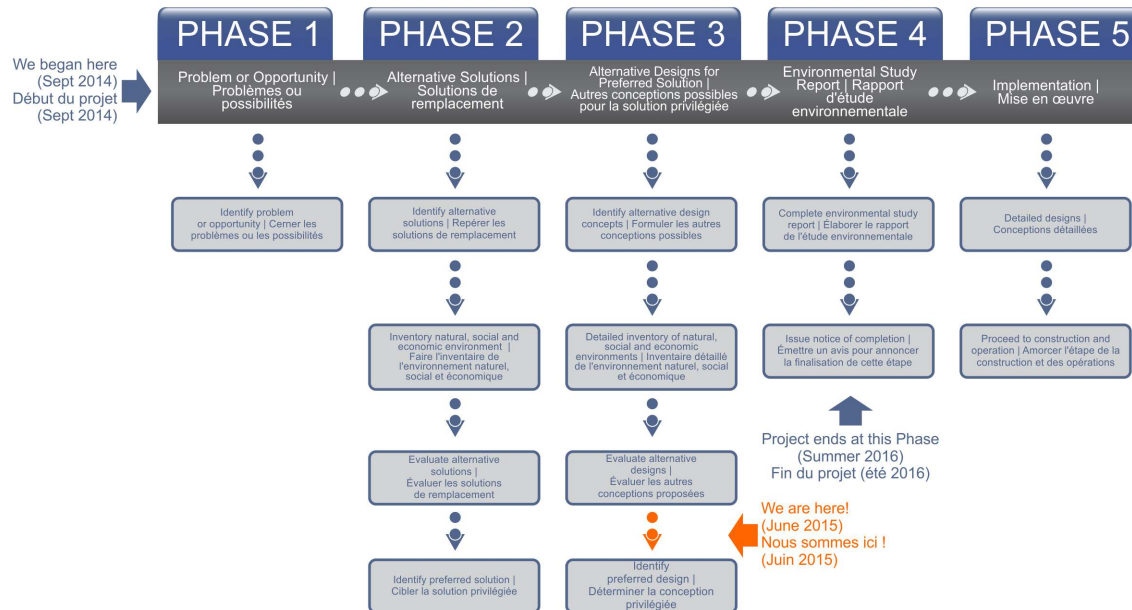 PHASE 1
PHASE 2
PHASE 3
PHASE 4
PHASE 5
We began here
(Sept 2014)
Début du projet
(Sept 2014)
Problem or Opportunity |
Problèmes ou
possibilités
Alternative Solutions |
Solutions de
remplacement
Alternative Designs for
Preferred Solution |
Autres conceptions possibles
pour la solution privilégiée
Environmental Study
Report | Rapport
d'étude
environnementale
Implementation |
Mise en œuvre
Identify problem
or opportunity | Cerner les
problèmes ou les possibilités
Identify alternative
solutions | Repérer les
solutions de remplacement
Identify alternative design
concepts | Formuler les autres
conceptions possibles
Complete environmental study
report | Élaborer le rapport
de l'étude environnementale
Detailed designs |
Conceptions détaillées
Inventory natural, social and
economic environment |
Faire l'inventaire de
l'environnement naturel,
social et économique
Detailed inventory of natural,
social and economic
environments | Inventaire détaillé
de l'environnement naturel, social
et économique
Issue notice of completion |
Émettre un avis pour annoncer
la finalisation de cette étape
Proceed to construction and
operation | Amorcer l'étape de la
construction et des opérations
Project ends at this Phase
(Summer 2016)
Fin du projet (été 2016)
Evaluate alternative
solutions |
Évaluer les solutions
de remplacement
Evaluate alternative
designs |
Évaluer les autres
conceptions proposées
We are here!
(June 2015)
Nous sommes ici !
(Juin 2015)
Identify preferred solution |
Cibler la solution privilégiée
Identify
preferred design |
Déterminer la conception
privilégiée